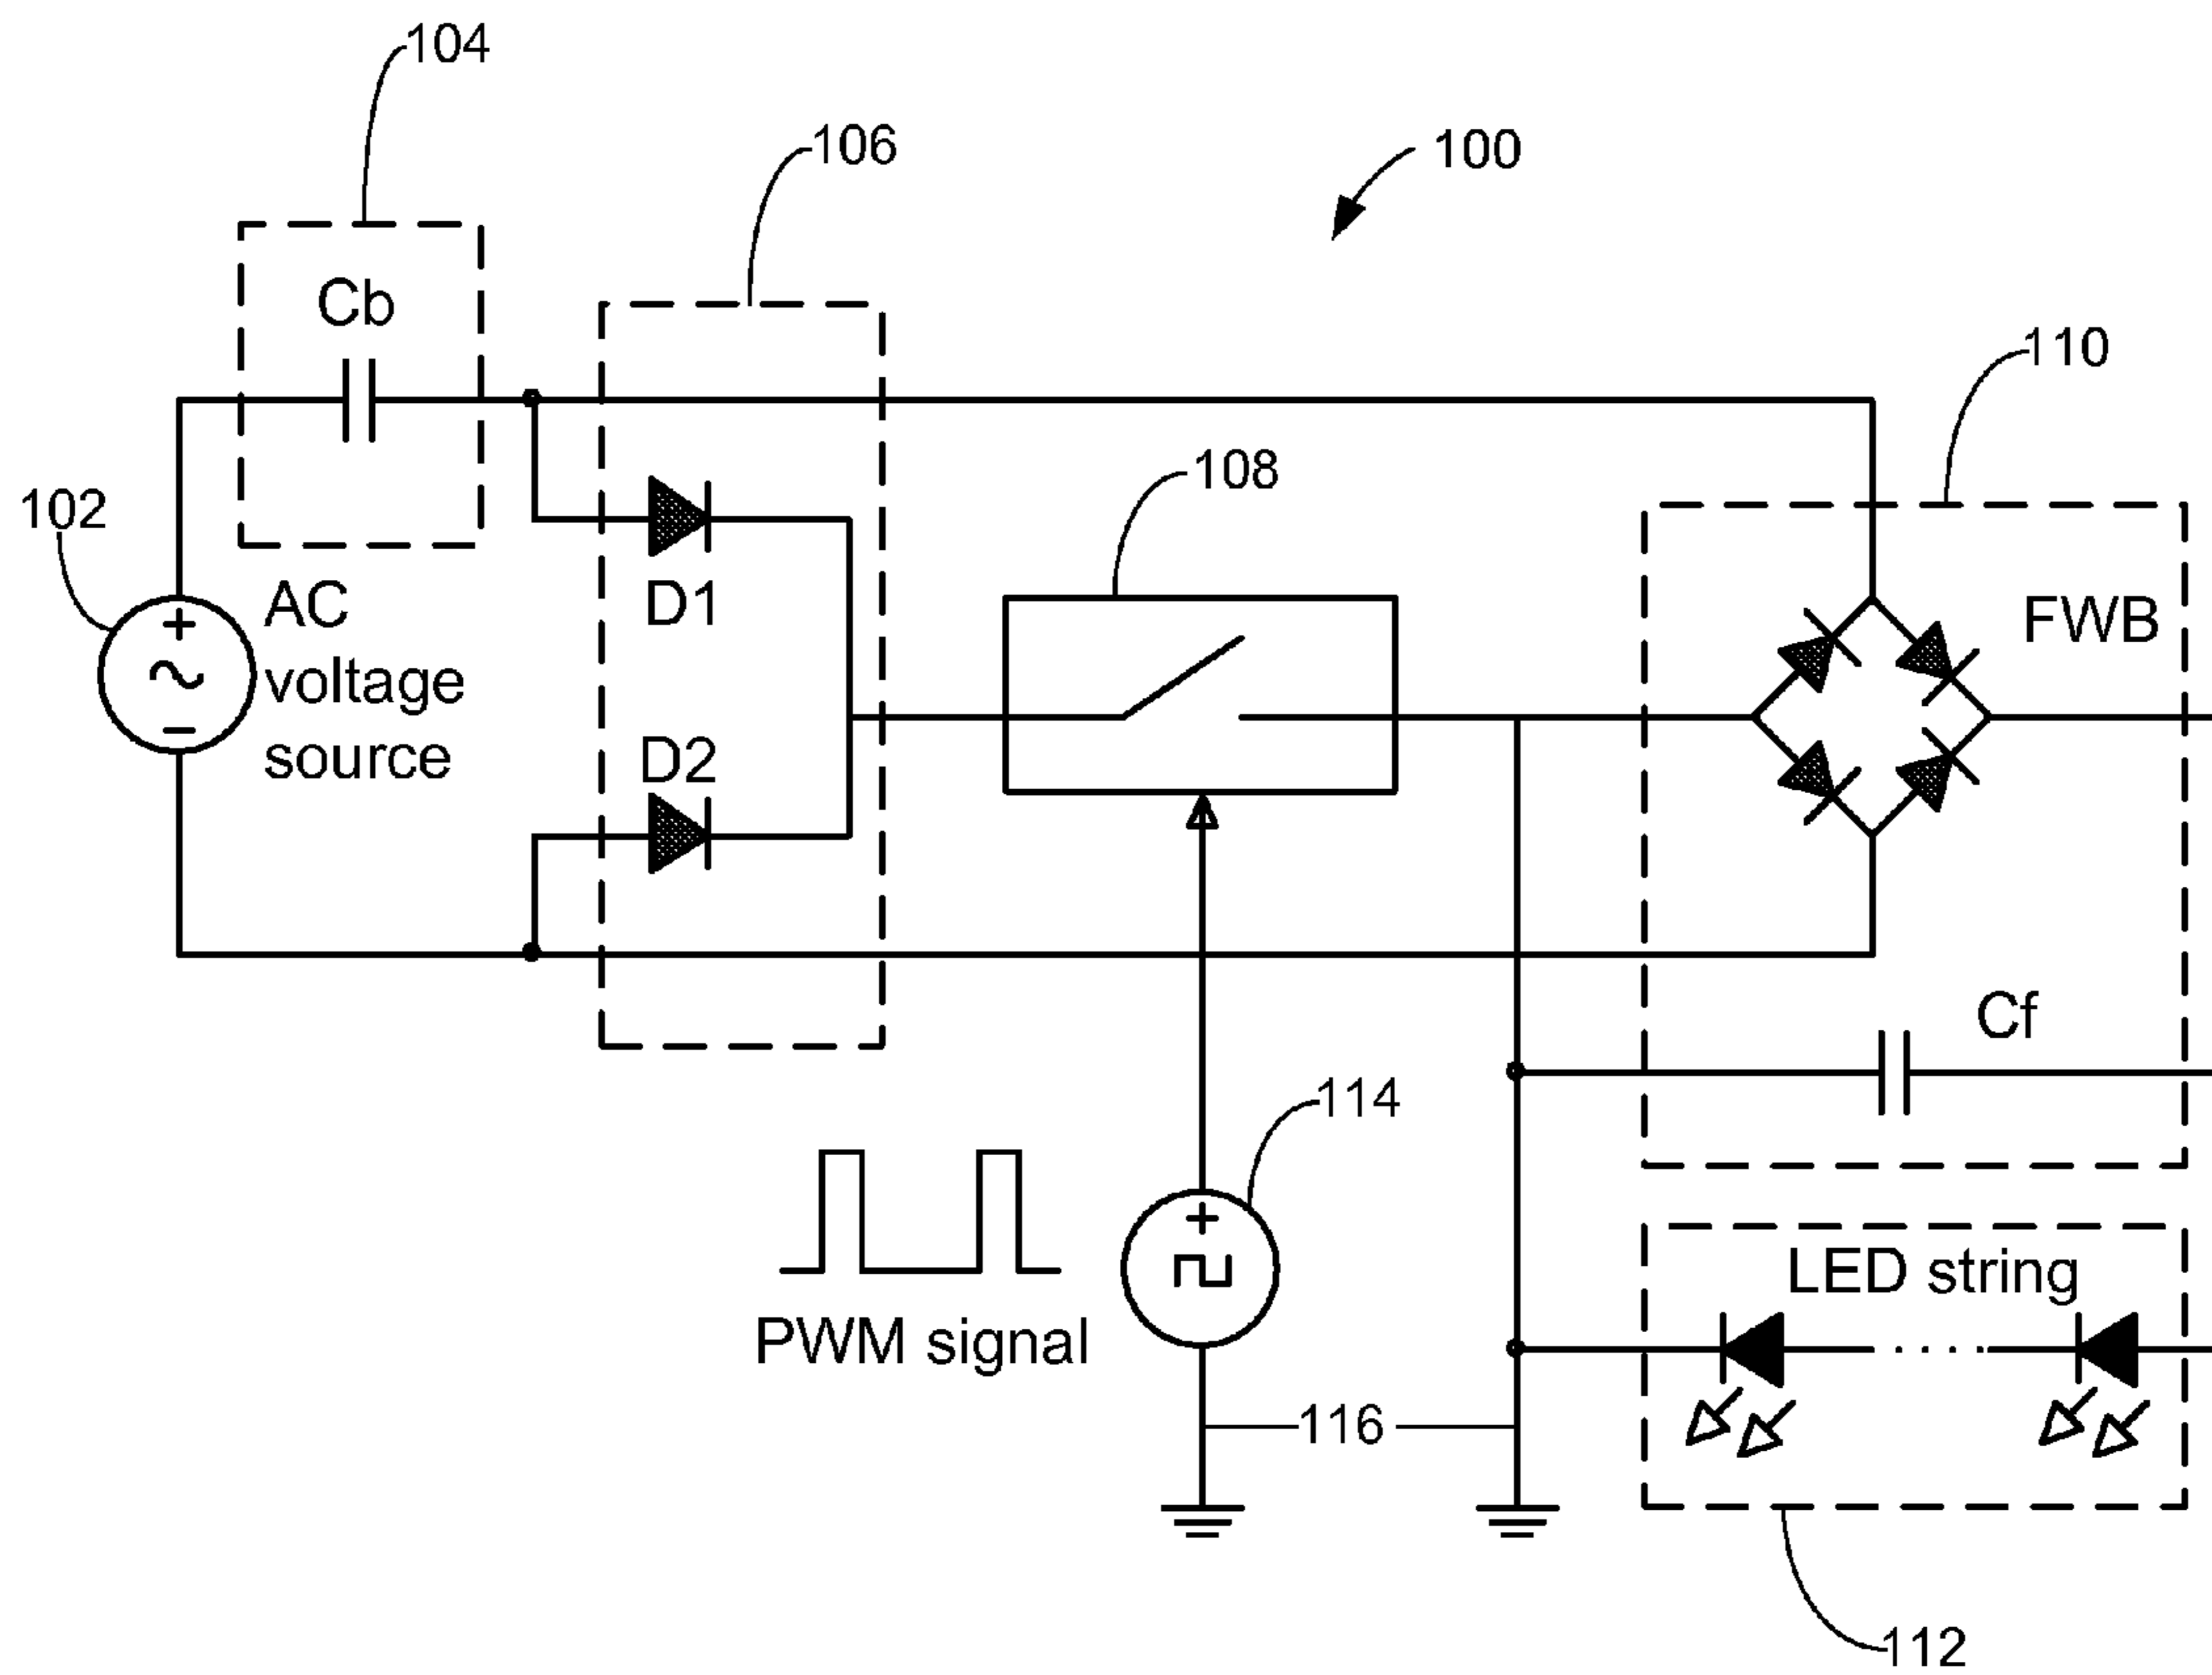 104
106
100
Cb
110
108
102
AC
voltage
source
D1
FWB
D2
Cf
114
PWM signal
LED string
116
112